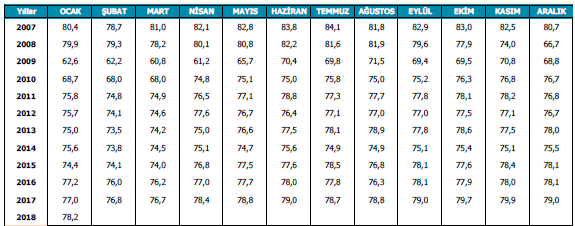 Yıllar OCAK ŞUBAT MART NİSAN MAYIS HAZİRAN TEMMUZ AĞUSTOS EYLÜL EKİM KASIM ARALIK
2007 80,4 78,7 81,0 82,1 82,8 83,8 84,1 81,8 82,9 83,0 82,5 80,7
2008 79,9 79,3 78,2 80,1 80,8 82,2 81,6 81,9 79,6 77,9 74,0 66,7
2009 62,6 62,2 60,8 61,2 65,7 70,4 69,8 71,5 69,4 69,5 70,8 68,8
2010 68,7 68,0 68,0 74,8 75,1 75,0 75,8 75,0 75,2 76,3 76,8 76,7
2011 75,8 74,8 74,9 76,5 77,1 78,8 77,3 77,7 77,8 78,1 78,2 76,8
2012 75,7 74,1 74,6 77,6 76,7 76,4 77,1 77,0 77,0 77,5 77,1 76,7
2013 75,0 73,5 74,2 75,0 76,6 77,5 78,1 78,9 77,8 78,6 77,5 78,0
2014 75,6 73,8 74,5 75,1 74,7 75,6 74,9 74,9 75,1 75,4 75,1 75,5
2015 74,4 74,1 74,0 76,8 77,5 77,6 78,5 76,8 78,1 77,6 78,4 78,1
2016 77,2 76,0 76,2 77,0 77,7 78,0 77,8 76,3 78,1 77,9 78,0 78,1
2017 77,0 76,8 76,7 78,4 78,8 79,0 78,7 78,8 79,0 79,7 79,9 79,0
2018 78,2